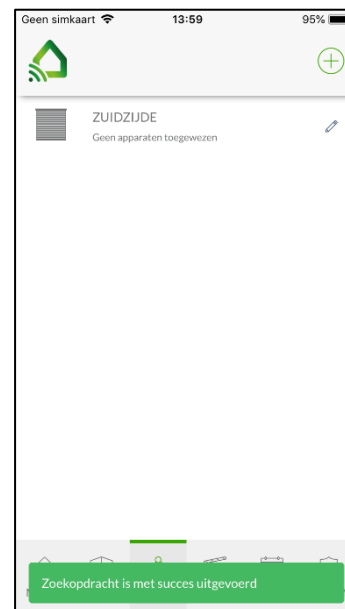 Geen simkaart 13:59 95%
ZUIDZIJDE
Geen apparaten toegewezen
Zoekopdracht is met succes uitgevoerd